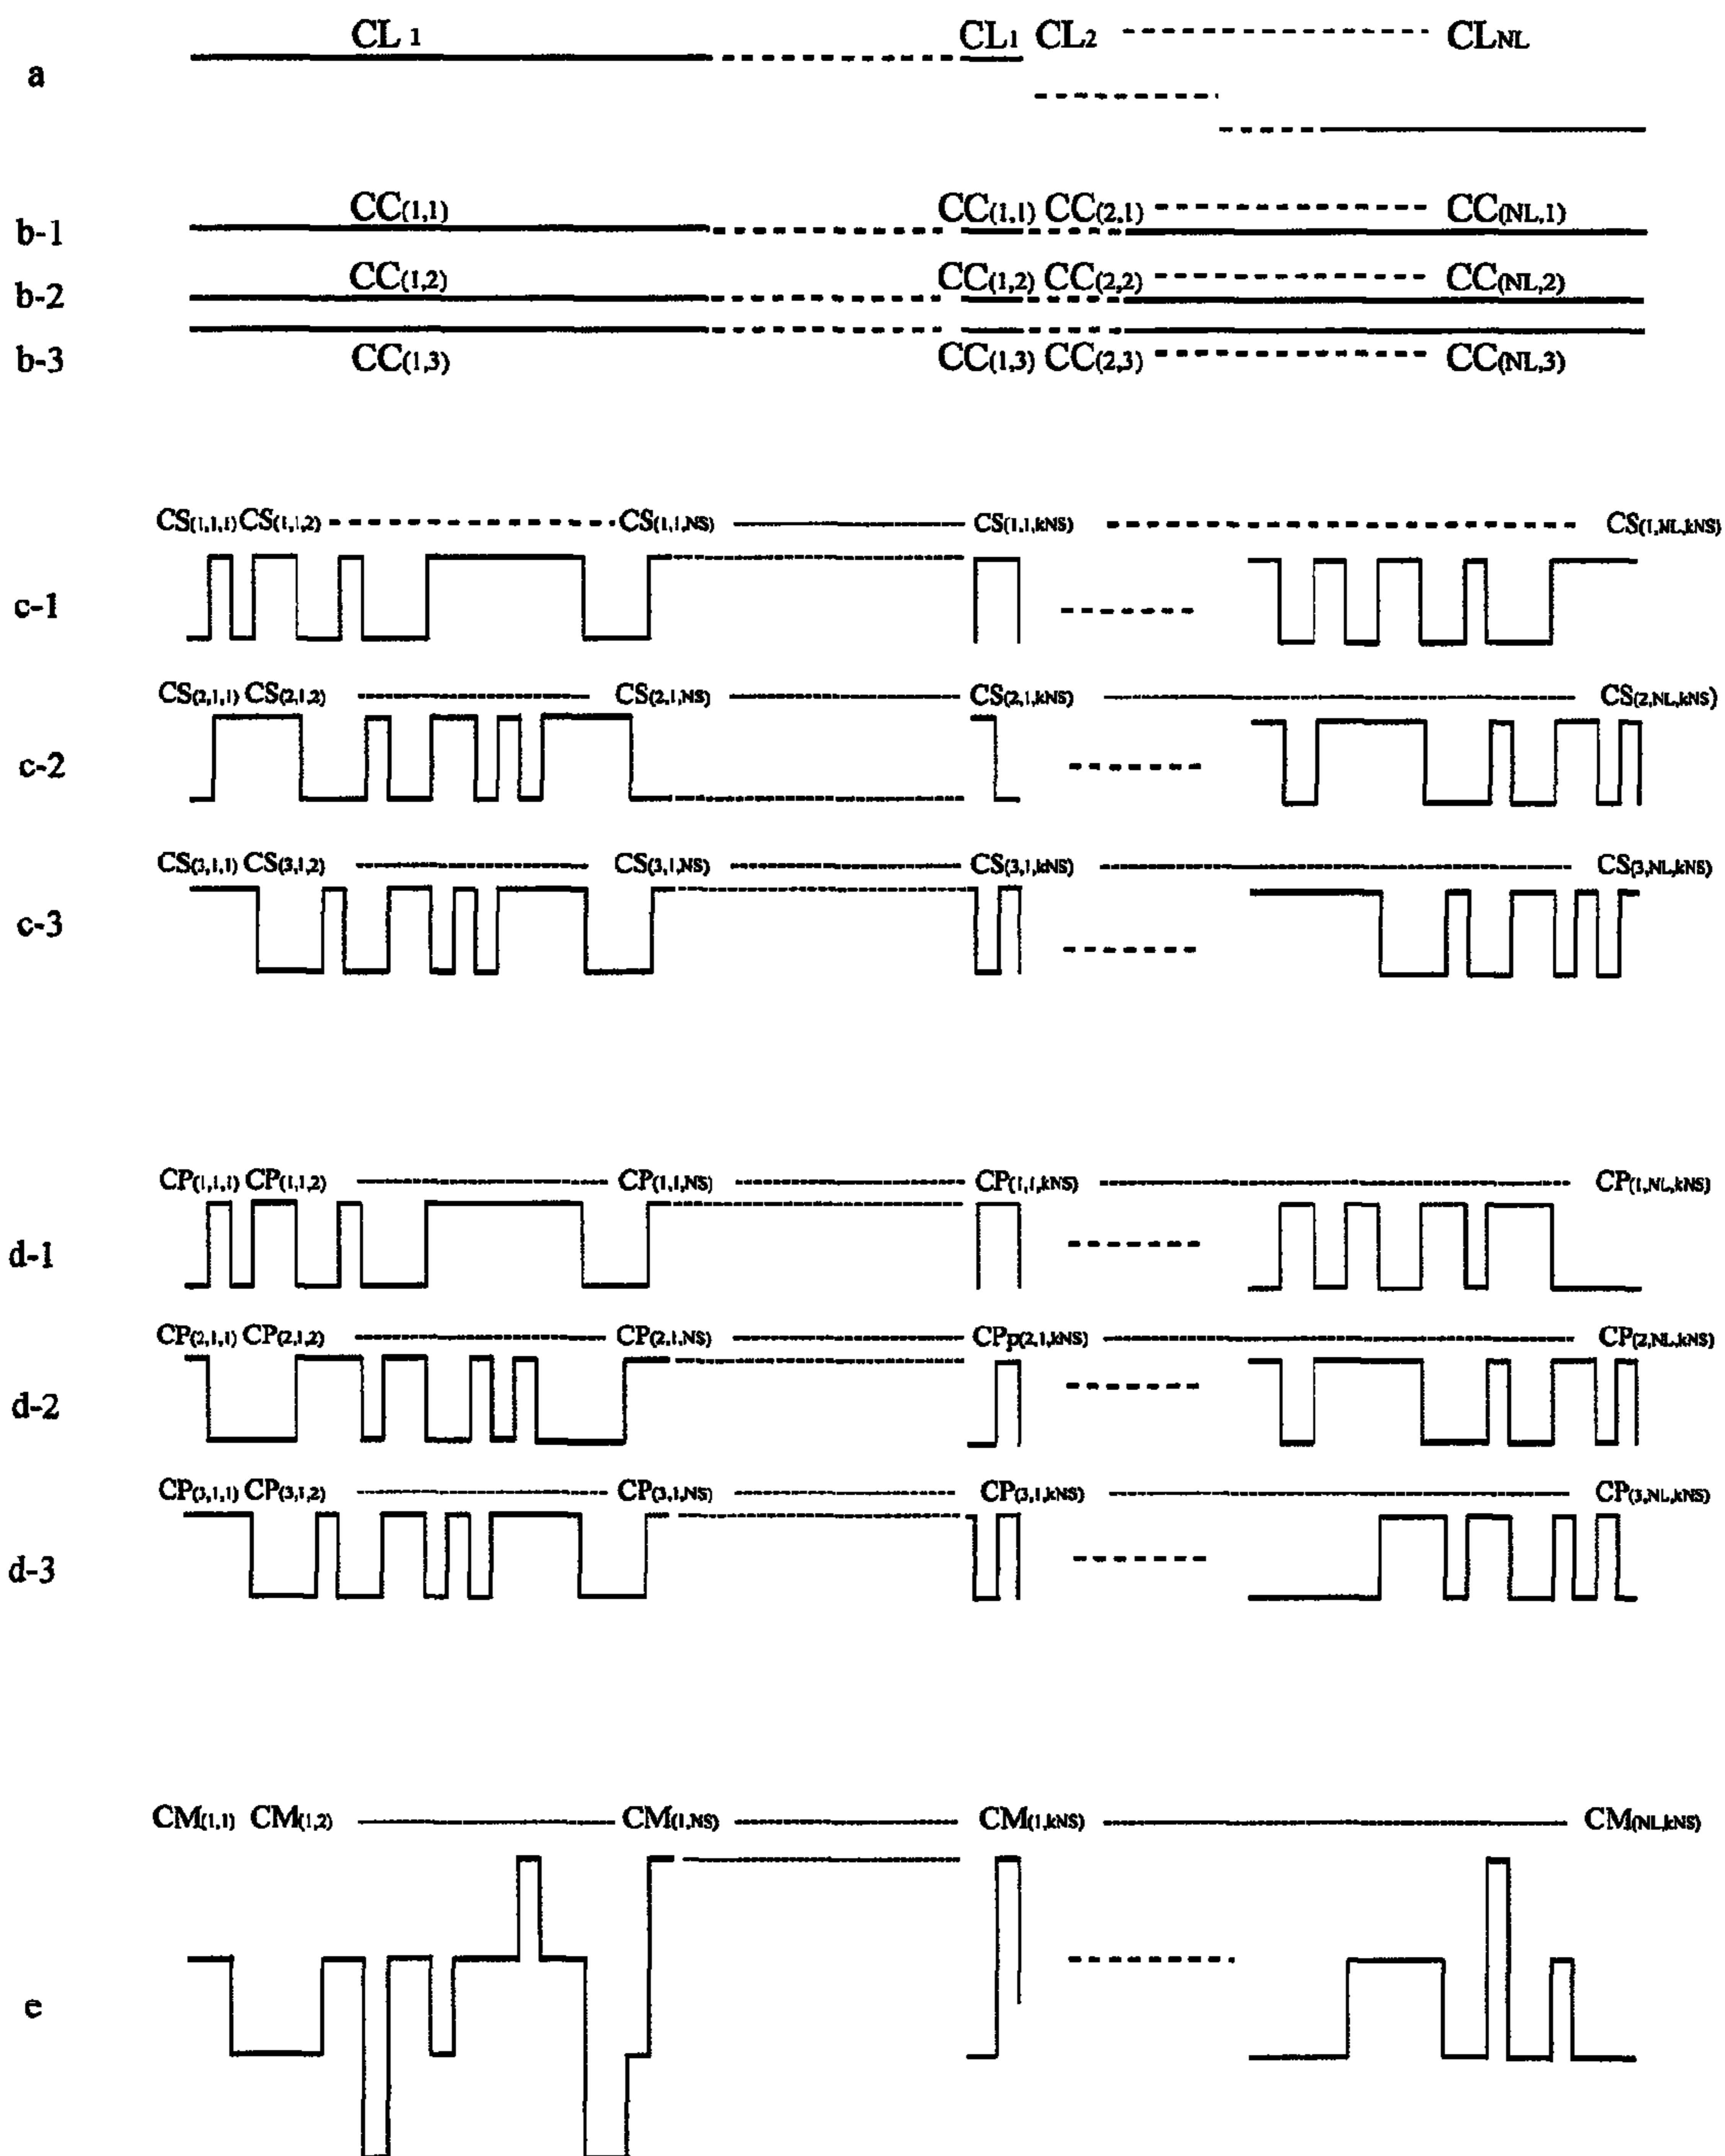 CL 1 CL1 CL2 CLNL
a
CC(1,1) CC(1,1) CC(2,1) CC(NL,1)
b-1
CC(1,2) CC(1,2) CC(2,2) CC(NL,2)
b-2
b-3 CC(1,3) CC(1,3) CC(2,3) CC(NL,3)
CS(1,1,1) CS(1,1,2) CS(1,1,NS) CS(1,1,kNS) CS(1,NL,kNS)
c-1
CS(2,1,1) CS(2,1,2) CS(2,1,NS) CS(2,1,kNS) CS(2,NL,kNS)
c-2
CS(3,1,1) CS(3,1,2) CS(3,1,NS) CS(3,1,kNS) CS(3,NL,kNS)
c-3
CP(1,1,1) CP(1,1,2) CP(1,1,NS) CP(1,1,kNS) CP(1,NL,kNS)
d-1
CP(2,1,1) CP(2,1,2) CP(2,1,NS) CPp(2,1,kNS) CP(2,NL,kNS)
d-2
CP(3,1,1) CP(3,1,2) CP(3,1,NS) CP(3,1,kNS) CP(3,NL,kNS)
d-3
CM(1,1) CM(1,2) CM(1,NS) CM(1,kNS) CM(NL,kNS)
e